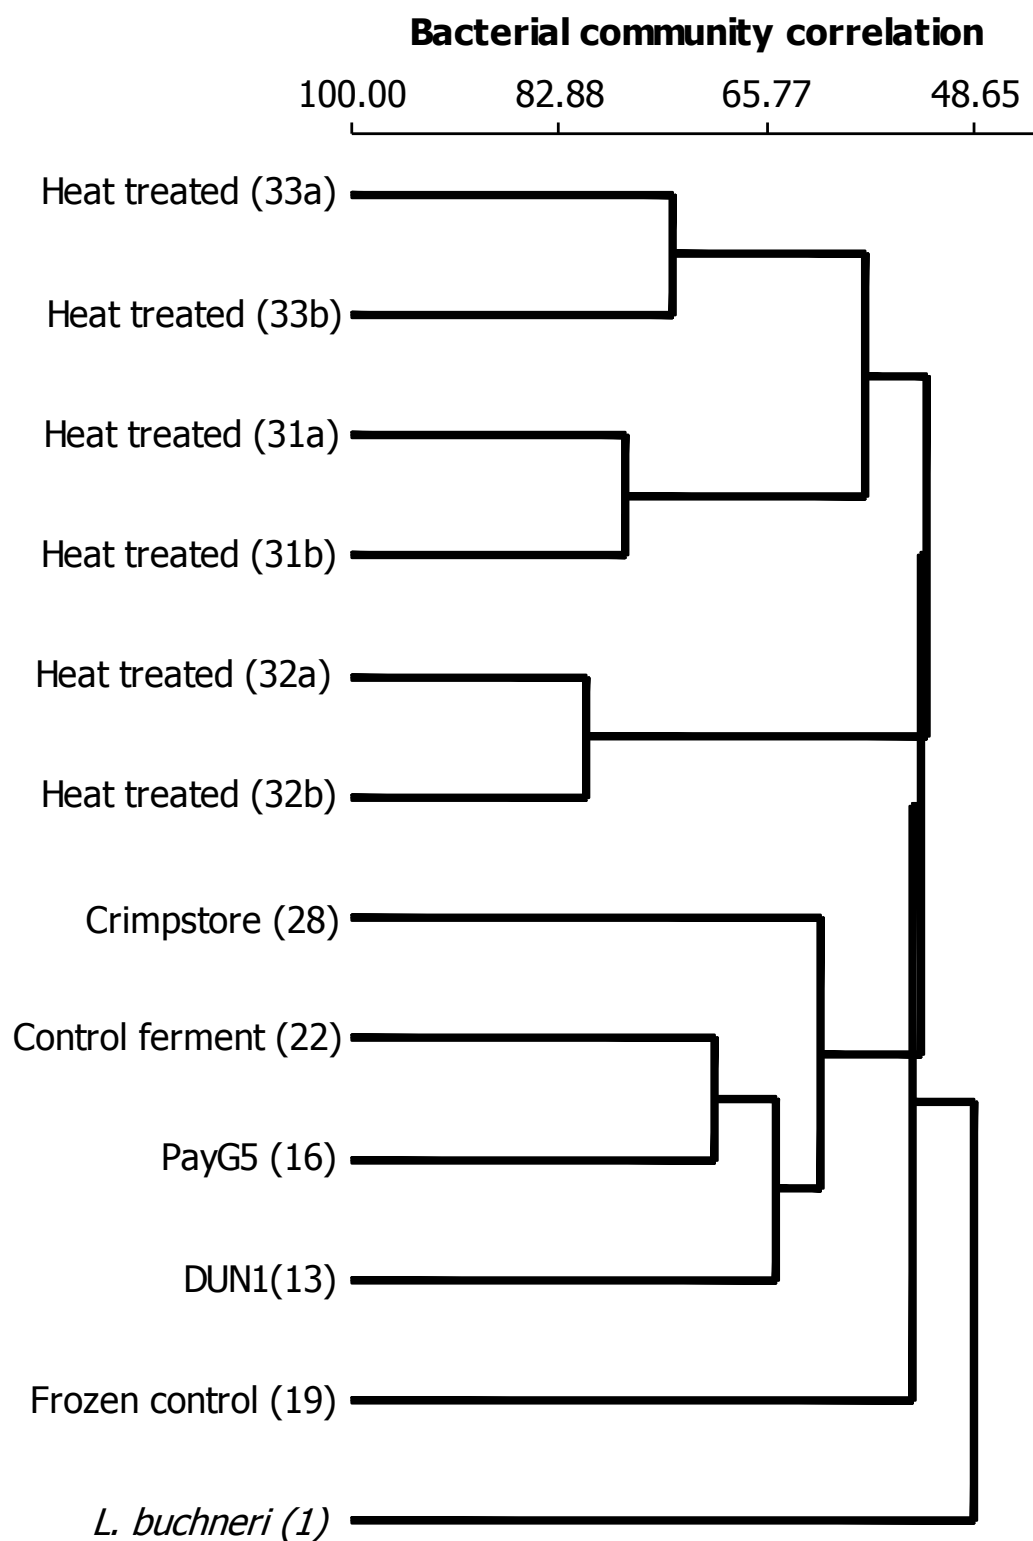 Bacterial community correlation
100.00 82.88 65.77 48.65
Heat treated (33a)
Heat treated (33b)
Heat treated (31a)
Heat treated (31b)
Heat treated (32a)
Heat treated (32b)
Crimpstore (28)
Control ferment (22)
PayG5 (16)
DUN1(13)
Frozen control (19)
L. buchneri (1)